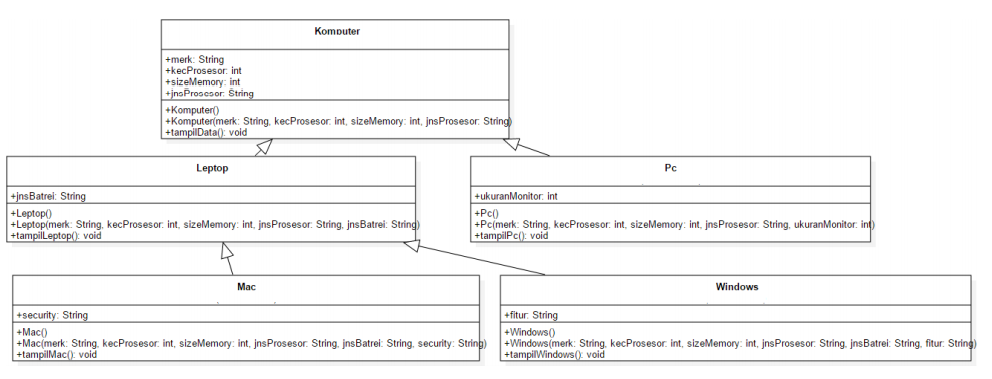 Komputer
+merk: String
+kecProsesor: int
+sizeMemory: int
+jnsProsesor: String
+Komputer()
+Komputer(merk: String, kecProsesor: int, sizeMemory: int, jnsProsesor: String)
+tampilData(): void
Leptop
+jnsBatrei: String
+Leptop()
+Leptop(merk: String, kecProsesor: int, sizeMemory: int, jnsProsesor: String, jnsBatrei: String)
+tampilLeptop(): void
Pc
+ukuranMonitor: int
+Pc()
+Pc(merk: String, kecProsesor: int, sizeMemory: int, jnsProsesor: String, ukuranMonitor: int)
+tampilPc(): void
Mac
+security: String
+Mac()
+Mac(merk: String, kecProsesor: int, sizeMemory: int, jnsProsesor: String, jnsBatrei: String, security: String)
+tampilMac(): void
Windows
+fitur: String
+Windows()
+Windows(merk: String, kecProsesor: int, sizeMemory: int, jnsProsesor: String, jnsBatrei: String, fitur: String)
+tampilWindows(): void